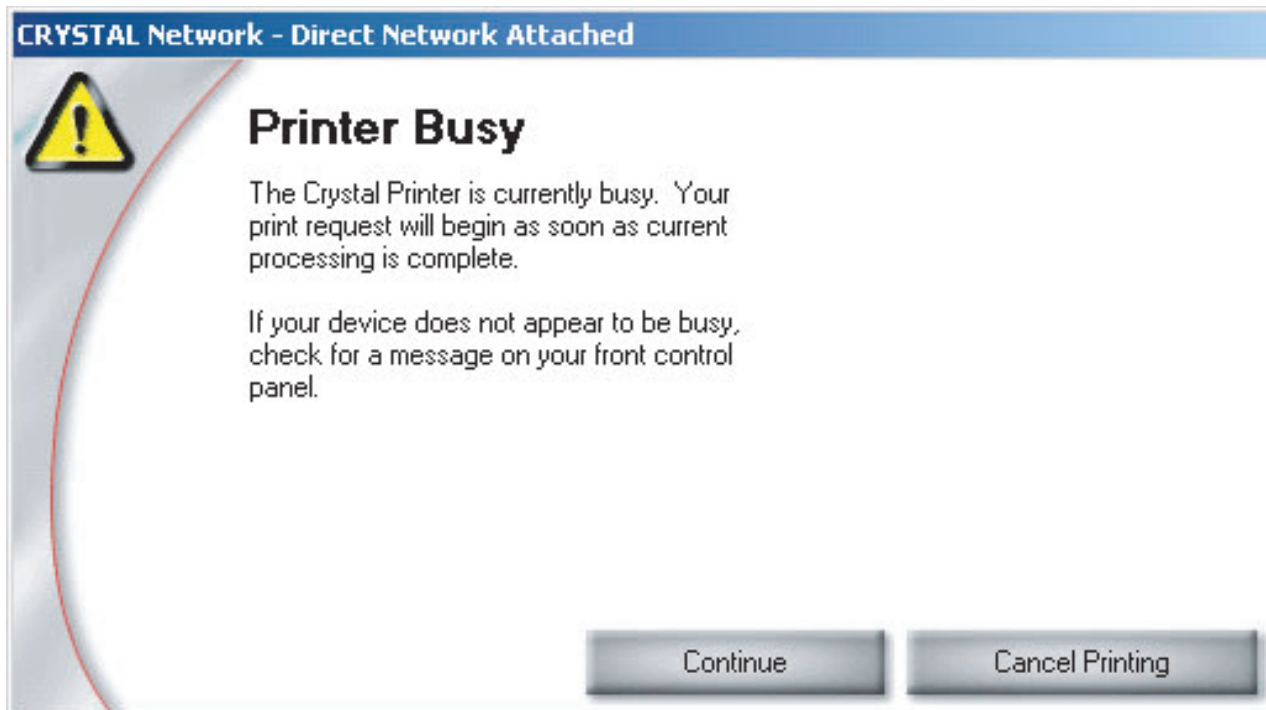 CRYSTAL Network - Direct Network Attached
Printer Busy
The Crystal Printer is currently busy. Your
print request will begin as soon as current
processing is complete.
If your device does not appear to be busy,
check for a message on your front control
panel.
Continue
Cancel Printing